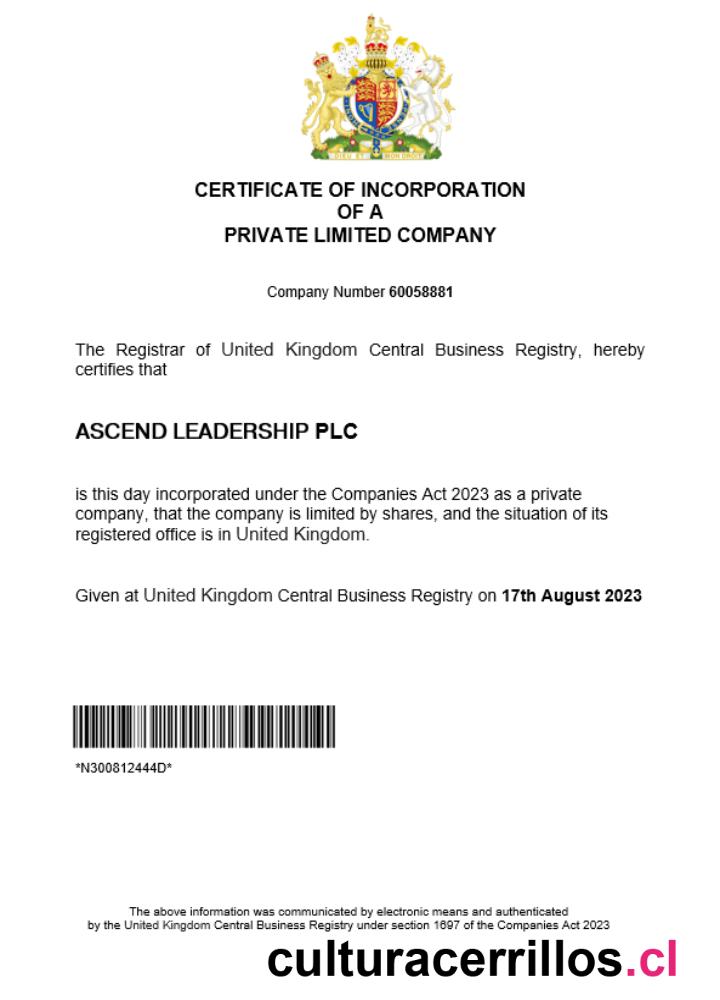 DIEU ET MON DROIT
CERTIFICATE OF INCORPORATION
OF A
PRIVATE LIMITED COMPANY
Company Number 60058881
The Registrar of United Kingdom Central Business Registry, hereby
certifies that
ASCEND LEADERSHIP PLC
is this day incorporated under the Companies Act 2023 as a private
company, that the company is limited by shares, and the situation of its
registered office is in United Kingdom.
Given at United Kingdom Central Business Registry on 17th August 2023
*N300812444D*
The above information was communicated by electronic means and authenticated
by the United Kingdom Central Business Registry under section 1697 of the Companies Act 2023
culturacerrillos.cl